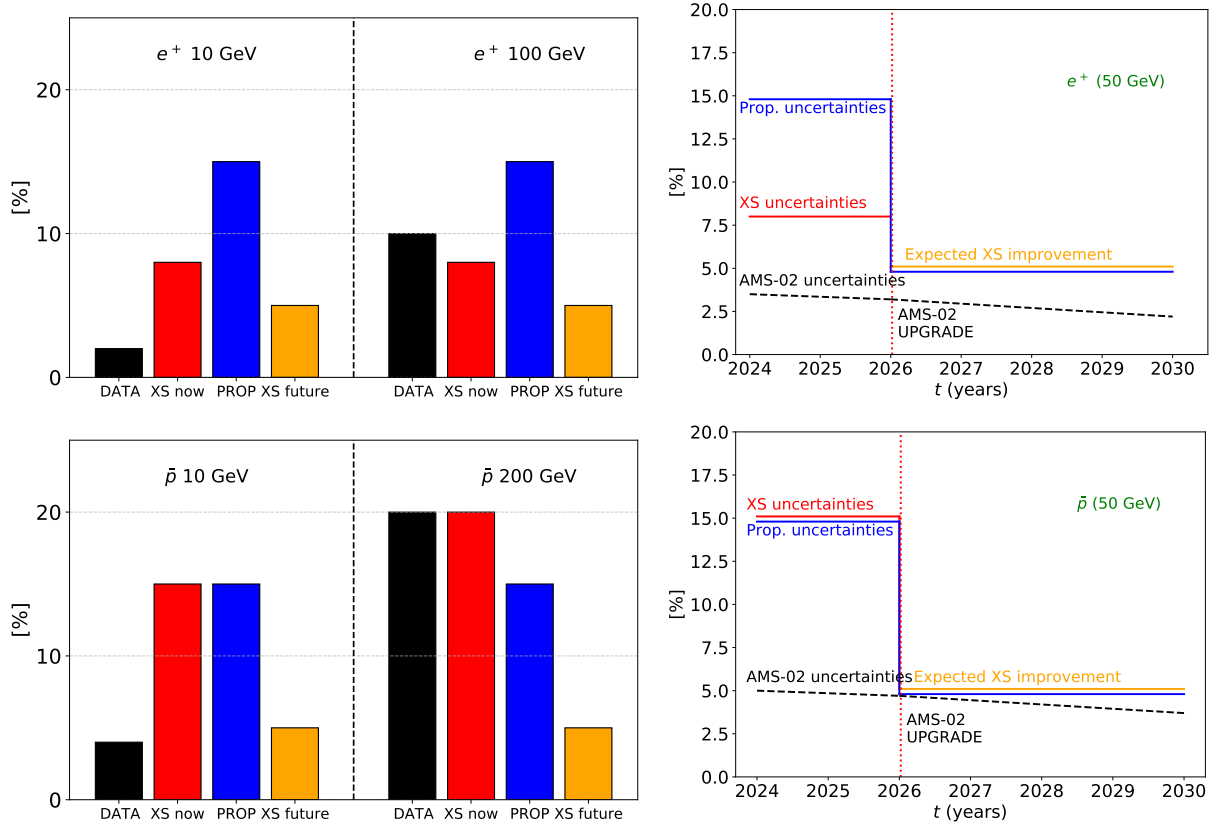 e⁺ 10 GeV
e⁺ 100 GeV
[%]
20
10
0
DATA XS now PROP XS future
DATA XS now PROP XS future
20.0
17.5
15.0
12.5
10.0
7.5
5.0
2.5
0.0
[%]
e⁺ (50 GeV)
Prop. uncertainties
XS uncertainties
Expected XS improvement
AMS-02 uncertainties
AMS-02
UPGRADE
2024 2025 2026 2027 2028 2029 2030
t (years)
p̄ 10 GeV
p̄ 200 GeV
[%]
20
10
0
DATA XS now PROP XS future
DATA XS now PROP XS future
20.0
17.5
15.0
12.5
10.0
7.5
5.0
2.5
0.0
[%]
XS uncertainties
p̄ (50 GeV)
Prop. uncertainties
AMS-02 uncertainties
Expected XS improvement
AMS-02
UPGRADE
2024 2025 2026 2027 2028 2029 2030
t (years)